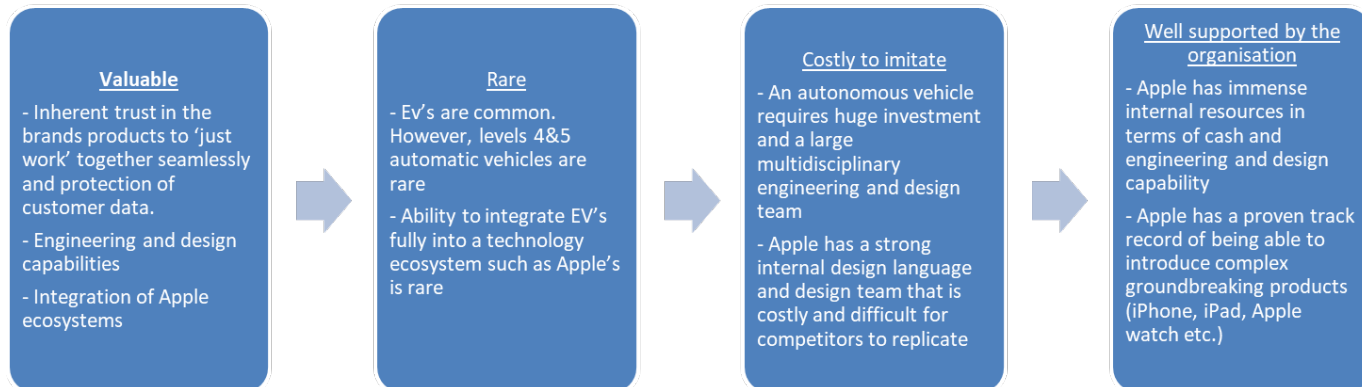 Valuable
- Inherent trust in the
brands products to ‘just
work’ together seamlessly
and protection of
customer data.
- Engineering and design
capabilities
- Integration of Apple
ecosystems
Rare
- Ev’s are common.
However, levels 4&5
automatic vehicles are
rare
- Ability to integrate EV’s
fully into a technology
ecosystem such as Apple’s
is rare
Costly to imitate
- An autonomous vehicle
requires huge investment
and a large
multidisciplinary
engineering and design
team
- Apple has a strong
internal design language
and design team that is
costly and difficult for
competitors to replicate
Well supported by the
organisation
- Apple has immense
internal resources in
terms of cash and
engineering and design
capability
- Apple has a proven track
record of being able to
introduce complex
groundbreaking products
(iPhone, iPad, Apple
watch etc.)